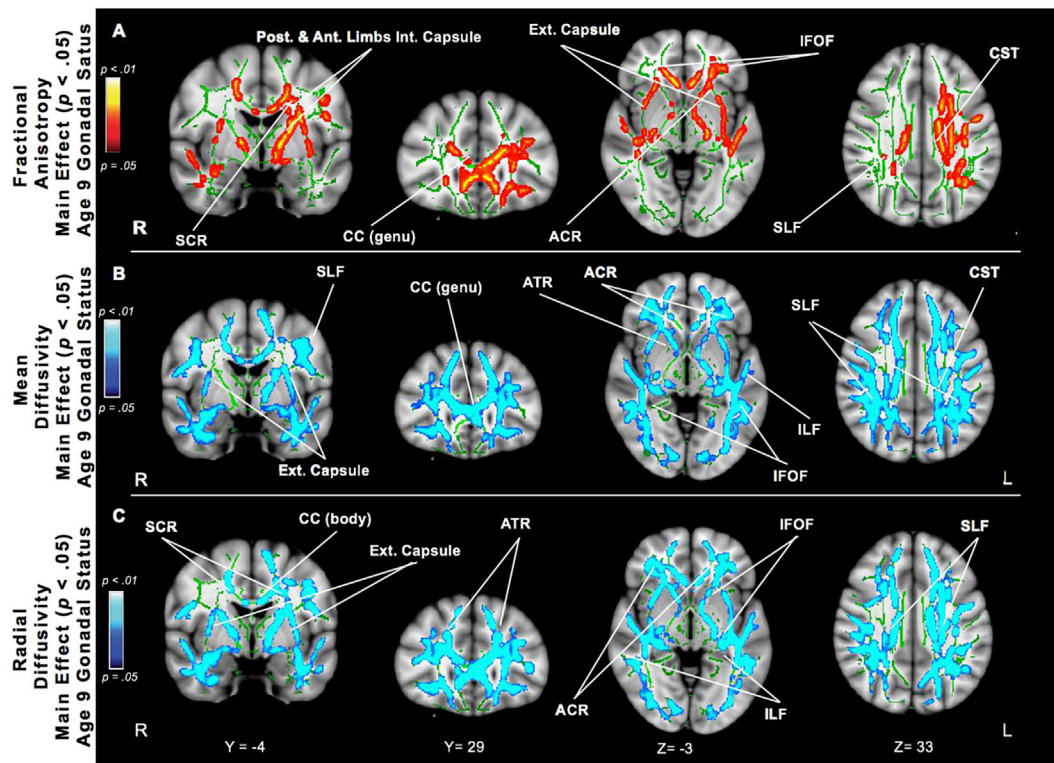 Fractional
Anisotropy
Main Effect (p < .05)
Age 9 Gonadal Satus
A
p < .01
p = .05
Post. & Ant. Limbs Int. Capsule
Ext. Capsule
IFOF
CST
SCR
CC (genu)
ACR
SLF
R
Mean
Diffusivity
Main Effect (p < .05)
Age 9 Gonadal Status
B
p < .01
p = .05
SLF
CC (genu)
ATR
ACR
SLF
CST
Ext. Capsule
ILF
IFOF
R
L
Radial
Diffusivity
Main Effect (p < .05)
Age 9 Gonadal Status
C
p < .01
p = .05
SCR
CC (body)
Ext. Capsule
ATR
IFOF
SLF
ACR
ILF
R
L
Y = -4
Y= 29
Z= -3
Z= 33